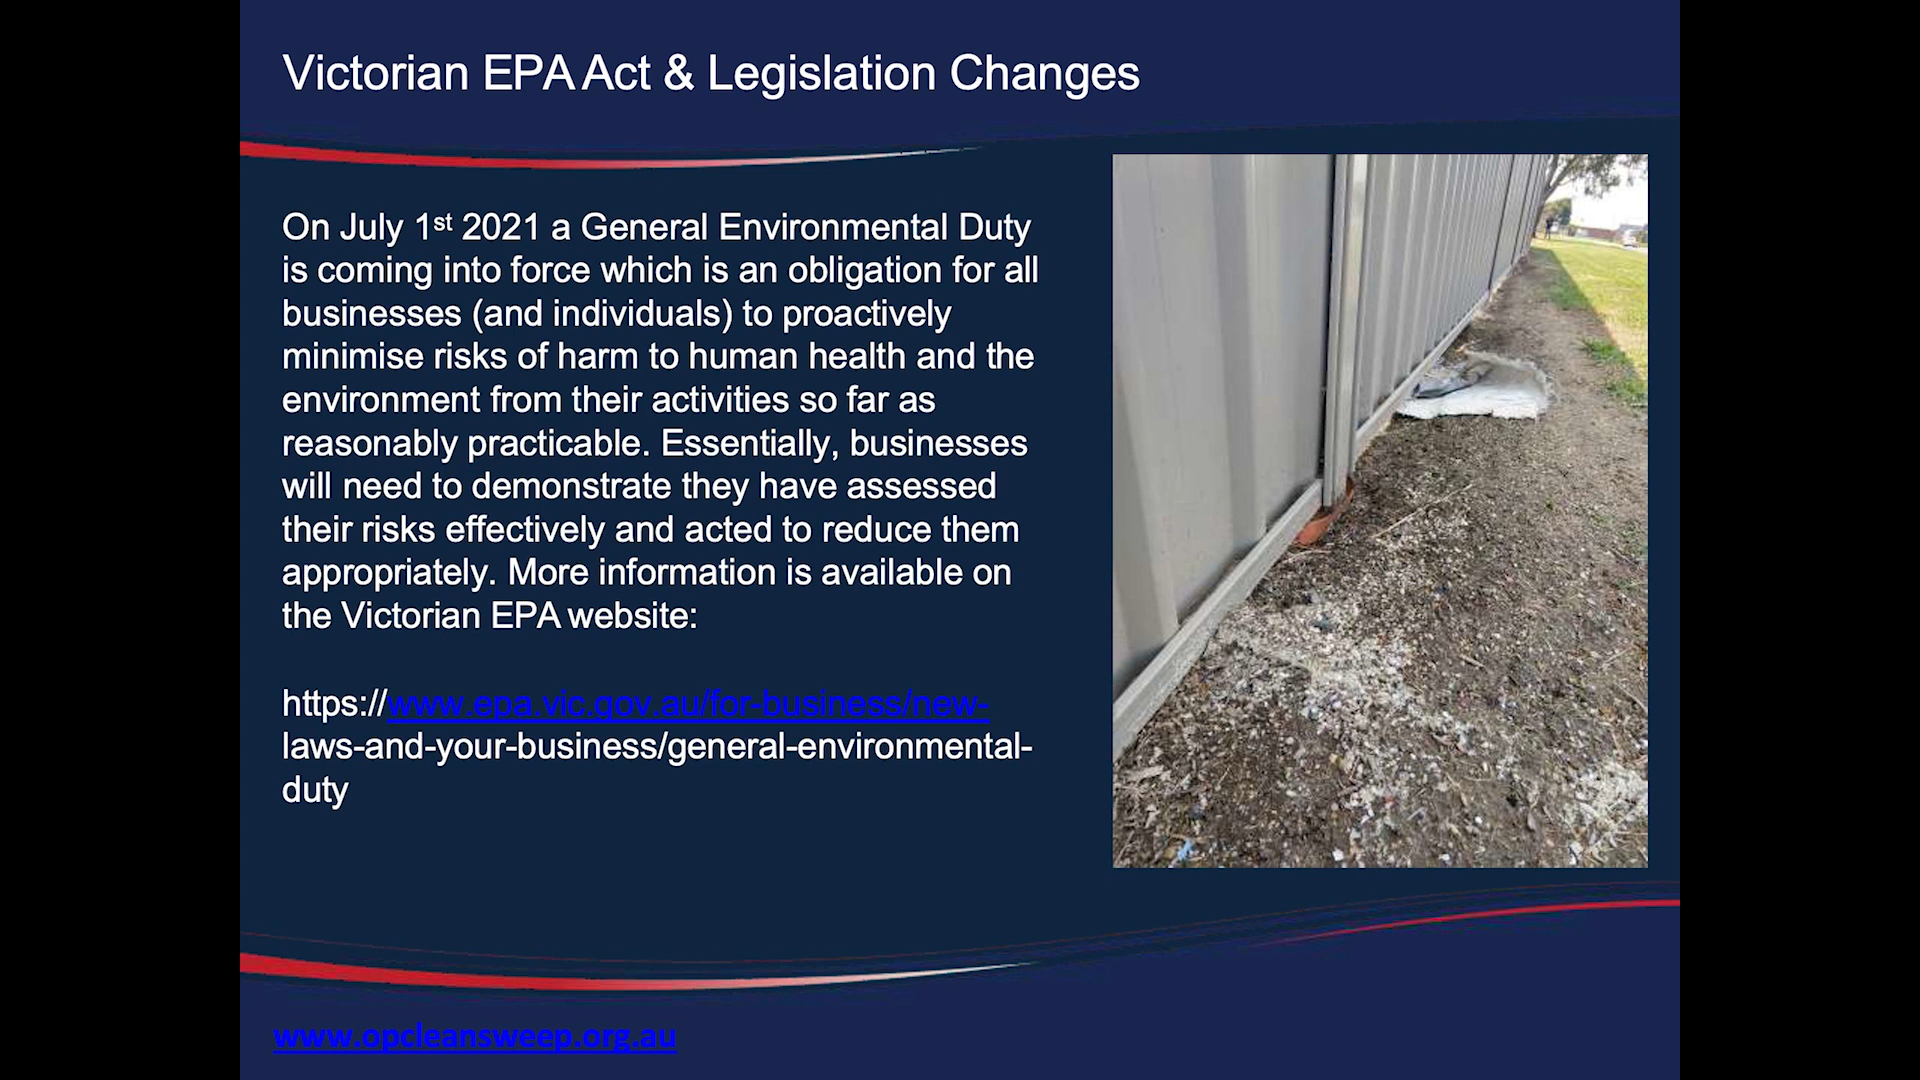 Victorian EPA Act & Legislation Changes
On July 1st 2021 a General Environmental Duty
is coming into force which is an obligation for all
businesses (and individuals) to proactively
minimise risks of harm to human health and the
environment from their activities so far as
reasonably practicable. Essentially, businesses
will need to demonstrate they have assessed
their risks effectively and acted to reduce them
appropriately. More information is available on
the Victorian EPA website:
https://www.epa.vic.gov.au/for-business/new-
laws-and-your-business/general-environmental-
duty
www.opcleansweep.org.au